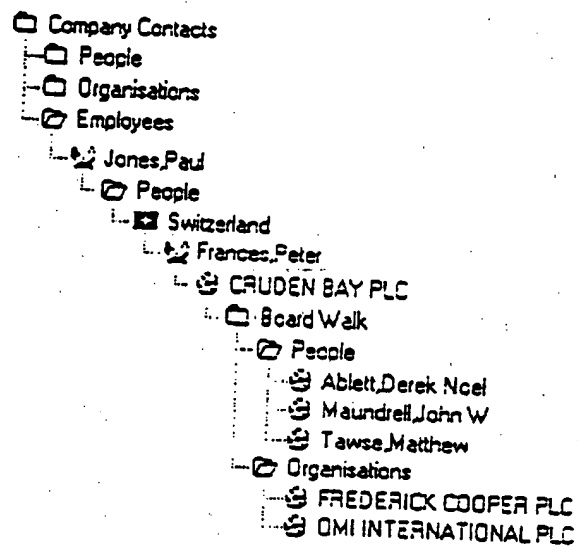 Company Contacts
People
Organisations
Employees
Jones,Paul
People
Switzerland
Frances,Peter
CRUDEN BAY PLC
Board Walk
People
Ablett,Derek Noel
Maundrell,John W
Tawse,Matthew
Organisations
FREDERICK COOPER PLC
OMI INTERNATIONAL PLC